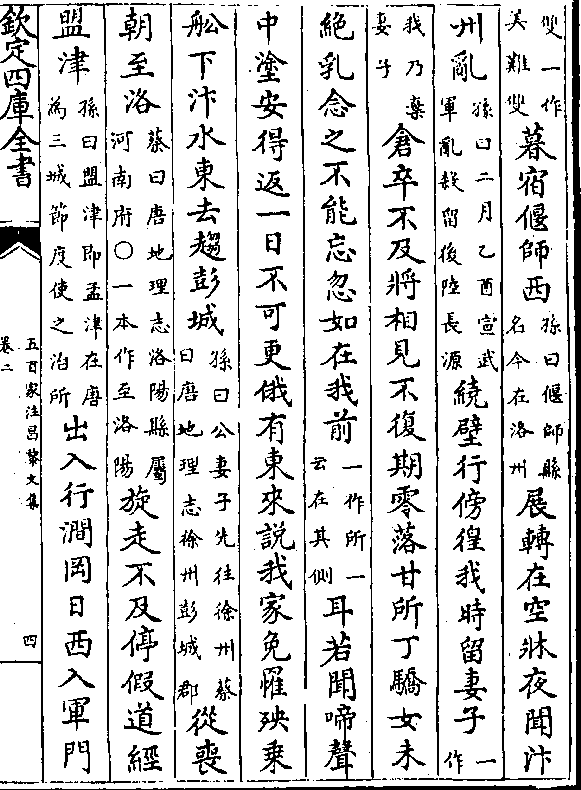 雙一作美難雙暮宿偃師西孫曰偃師縣名今在洛州展轉在空牀夜聞汴
州亂孫曰二月乙酉宣武軍亂殺留後陸長源繞壁行傍徨我時留妻子一作
我乃棄妻子倉卒不及將相見不復期零落甘所丁驕女未
絕乳念之不能忘忽如在我前一作所一云在其側耳若聞啼聲
中塗安得返一日不可更俄有東來說我家免罹殃乗
舩下汴水東去趨彭城孫曰公妻子先往徐州蔡曰唐地理志徐州彭城郡從喪
朝至洛蔡曰唐地理志洛陽縣屬河南府〇一本作至洛陽旋走不及停假道經
盟津孫曰盟津即孟津在唐為三城節度使之治所出入行澗岡日西入軍門
欽定四庫全書
五百家注昌黎文集
卷二
四